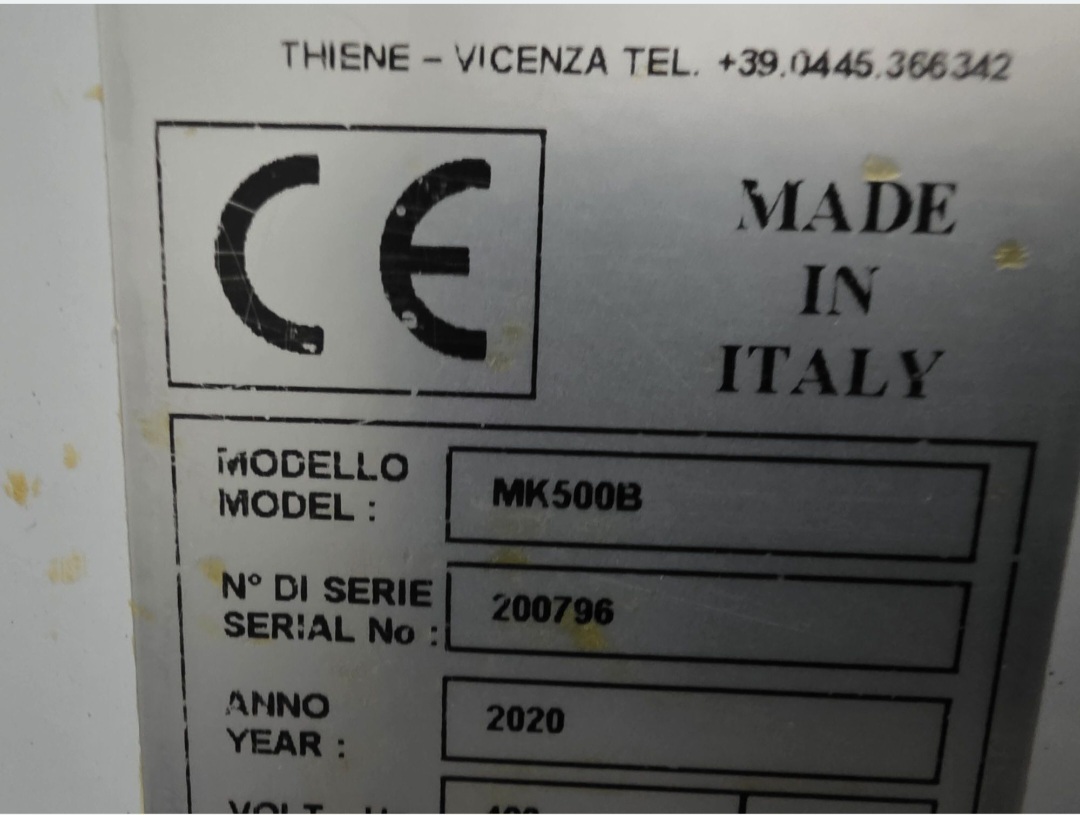 THIENE – VICENZA TEL. +39.0445.366342
CE
MADE
IN
ITALY
MODELLO
MODEL :
MK500B
N° DI SERIE
SERIAL No :
200796
ANNO
YEAR :
2020
VOLT